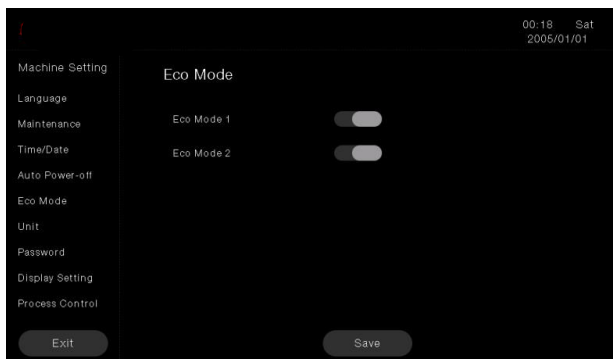 00:18 Sat
2005/01/01
Machine Setting
Language
Maintenance
Time/Date
Auto Power-off
Eco Mode
Unit
Password
Display Setting
Process Control
Exit
Eco Mode
Eco Mode 1
Eco Mode 2
Save